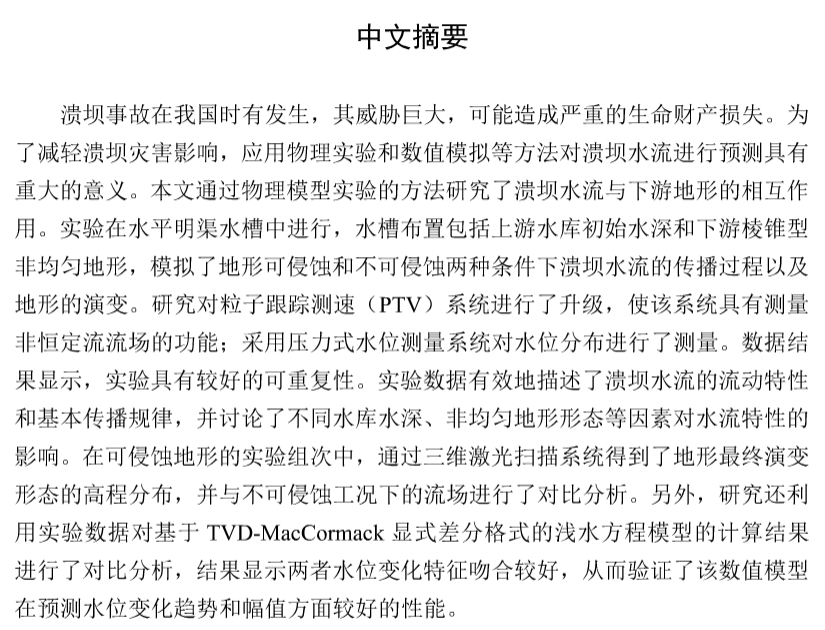 中文摘要
溃坝事故在我国时有发生，其威胁巨大，可能造成严重的生命财产损失。为
了减轻溃坝灾害影响，应用物理实验和数值模拟等方法对溃坝水流进行预测具有
重大的意义。本文通过物理模型实验的方法研究了溃坝水流与下游地形的相互作
用。实验在水平明渠水槽中进行，水槽布置包括上游水库初始水深和下游棱锥型
非均匀地形，模拟了地形可侵蚀和不可侵蚀两种条件下溃坝水流的传播过程以及
地形的演变。研究对粒子跟踪测速（PTV）系统进行了升级，使该系统具有测量
非恒定流流场的功能；采用压力式水位测量系统对水位分布进行了测量。数据结
果显示，实验具有较好的可重复性。实验数据有效地描述了溃坝水流的流动特性
和基本传播规律，并讨论了不同水库水深、非均匀地形形态等因素对水流特性的
影响。在可侵蚀地形的实验组次中，通过三维激光扫描系统得到了地形最终演变
形态的高程分布，并与不可侵蚀工况下的流场进行了对比分析。另外，研究还利
用实验数据对基于 TVD-MacCormack 显式差分格式的浅水方程模型的计算结果
进行了对比分析，结果显示两者水位变化特征吻合较好，从而验证了该数值模型
在预测水位变化趋势和幅值方面较好的性能。